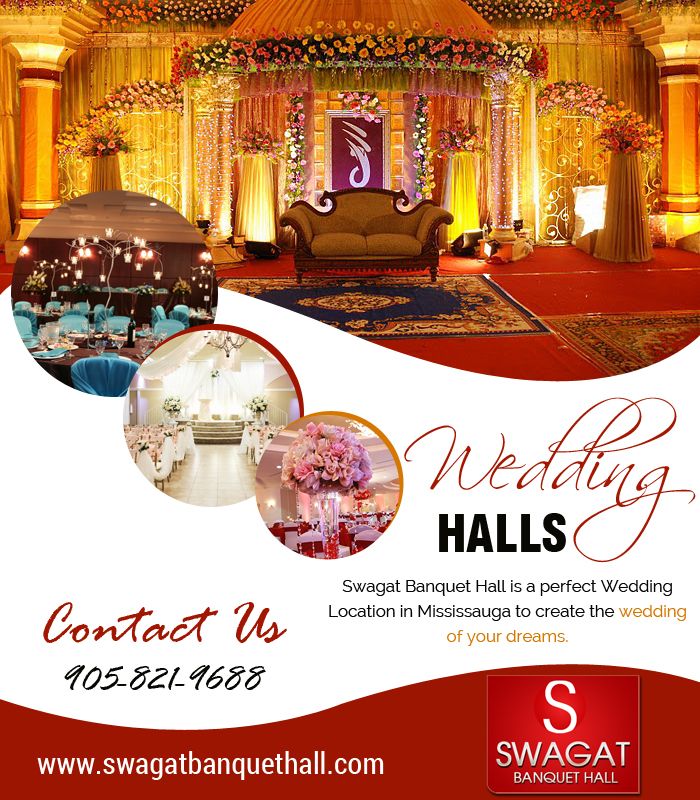 Wedding
HALLS
Swagat Banquet Hall is a perfect Wedding
Location in Mississauga to create the wedding
of your dreams.
Contact Us
905-821-9688
www.swagatbanquethall.com
S
SWAGAT
BANQUET HALL